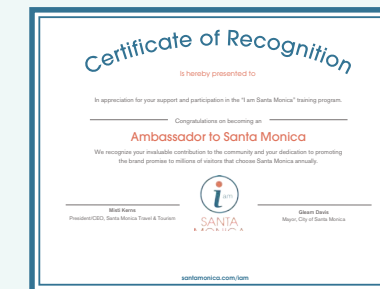 Certificate of Recognition
is hereby presented to
In appreciation for your support and participation in the "I am Santa Monica" training program.
Congratulations on becoming an
Ambassador to Santa Monica
We recognize your invaluable contribution to the community and your dedication to promoting
the brand promise to millions of visitors that choose Santa Monica annually.
i am
SANTA
MONICA
Misti Kerns
President/CEO, Santa Monica Travel & Tourism
Gleam Davis
Mayor, City of Santa Monica
santamonica.com/iam